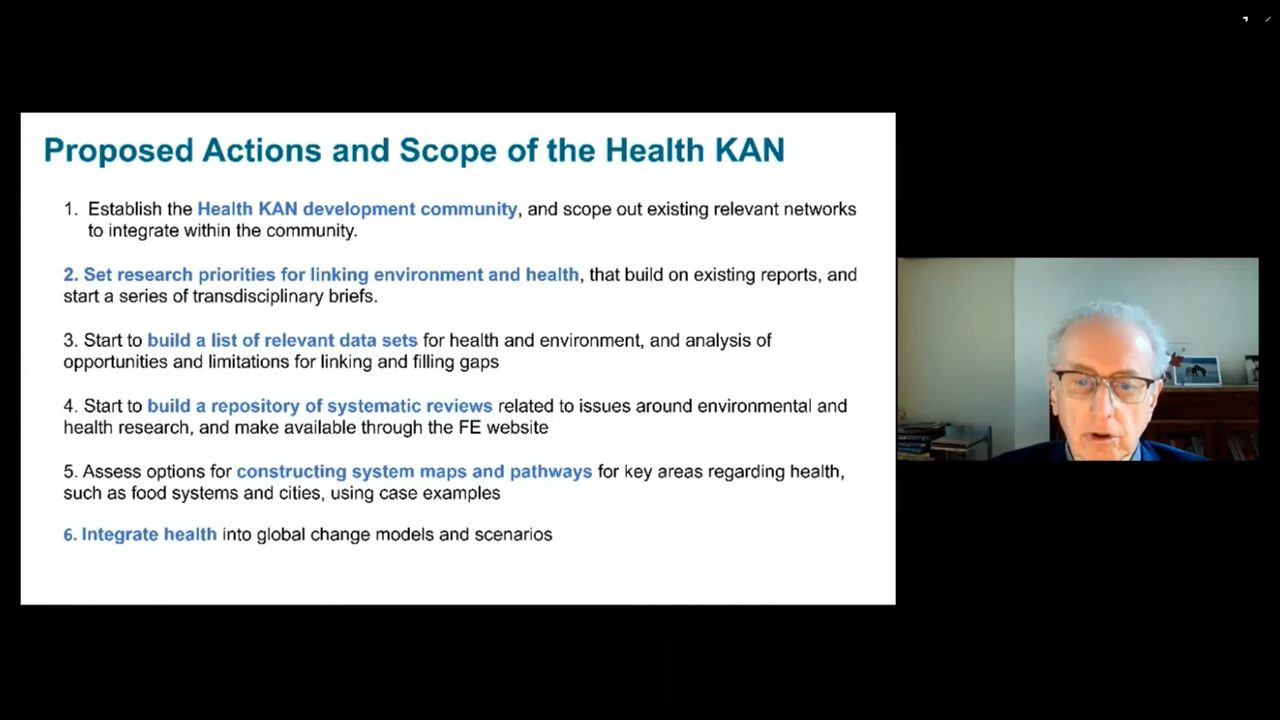 Proposed Actions and Scope of the Health KAN
1. Establish the Health KAN development community, and scope out existing relevant networks
to integrate within the community.
2. Set research priorities for linking environment and health, that build on existing reports, and
start a series of transdisciplinary briefs.
3. Start to build a list of relevant data sets for health and environment, and analysis of
opportunities and limitations for linking and filling gaps
4. Start to build a repository of systematic reviews related to issues around environmental and
health research, and make available through the FE website
5. Assess options for constructing system maps and pathways for key areas regarding health,
such as food systems and cities, using case examples
6. Integrate health into global change models and scenarios